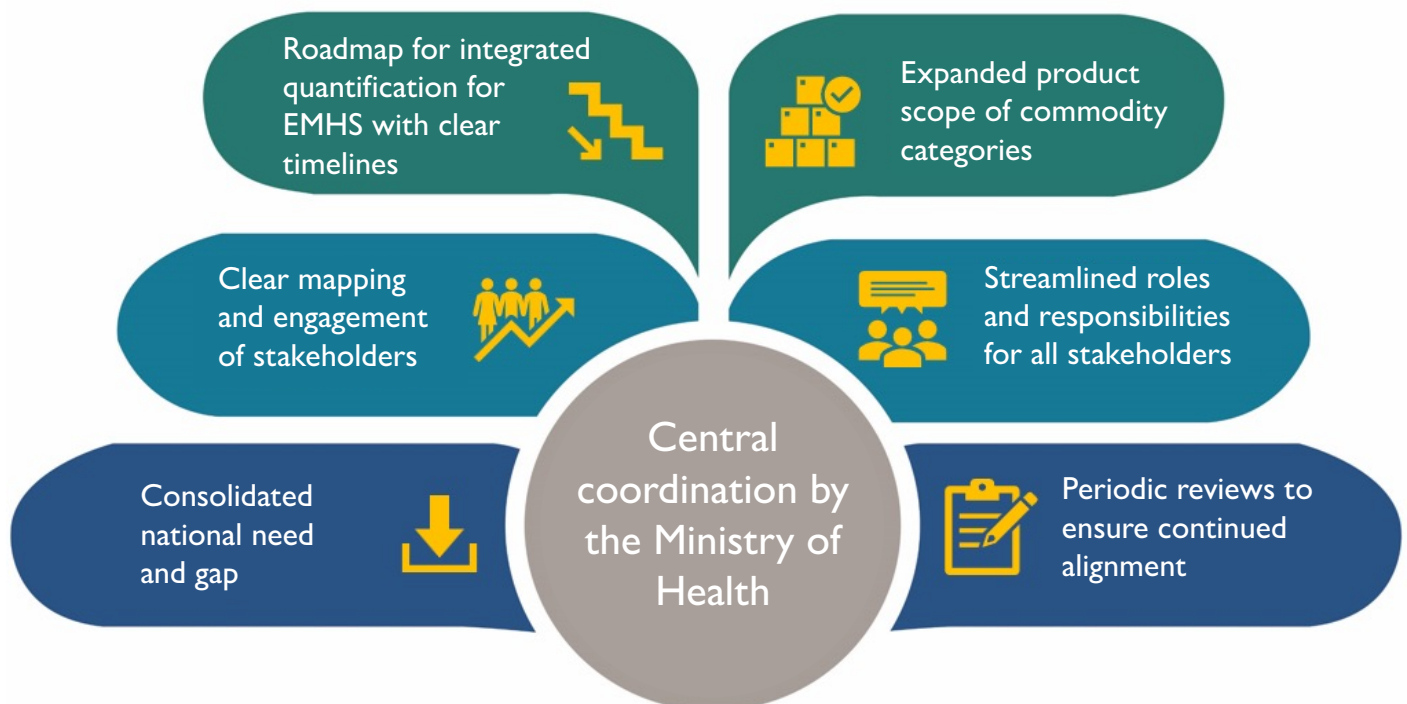 Roadmap for integrated
quantification for
EMHS with clear
timelines
Expanded product
scope of commodity
categories
Clear mapping
and engagement
of stakeholders
Streamlined roles
and responsibilities
for all stakeholders
Consolidated
national need
and gap
Central
coordination by
the Ministry of
Health
Periodic reviews to
ensure continued
alignment